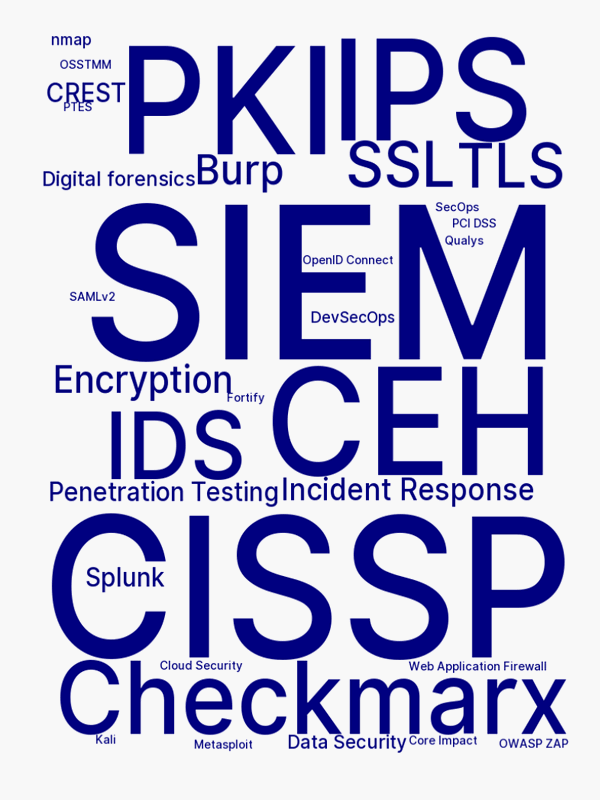 nmap
OSSTMM
CREST
PTES
PKI
IPS
Digital forensics
Burp
SSL
TLS
SIEM
SecOps
PCI DSS
Qualys
OpenID Connect
SAMLv2
DevSecOps
Encryption
Fortify
CEH
IDS
Penetration Testing
Incident Response
CISSP
Splunk
Cloud Security
Web Application Firewall
Checkmarx
Kali
Metasploit
Data Security
Core Impact
OWASP ZAP